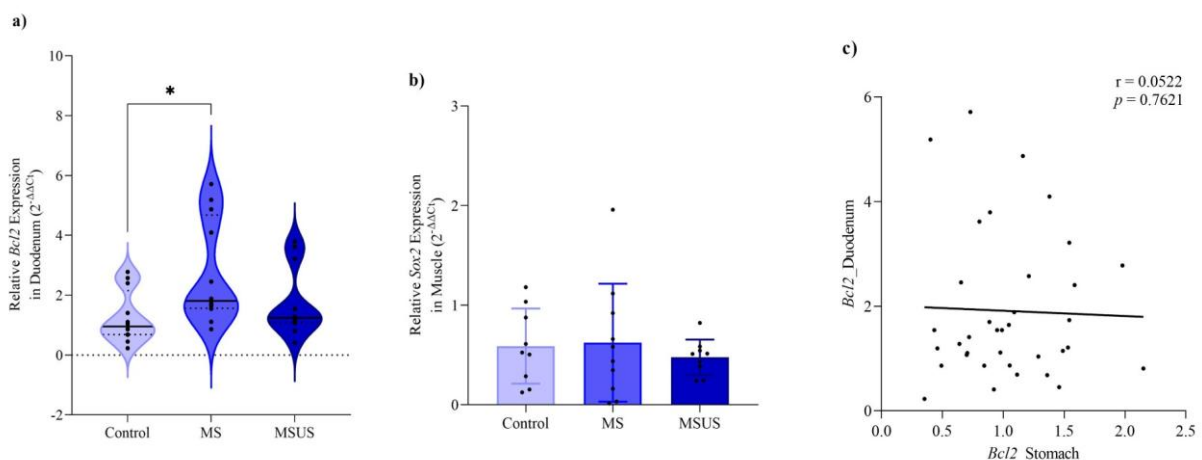 a)
Relative Bcl2 Expression
in Duodenum (2^-ΔΔCt)
10
8
6
4
2
0
-2
*
Control
MS
MSUS
b)
Relative Sox2 Expression
in Muscle (2^-ΔΔCt)
3
2
1
0
Control
MS
MSUS
c)
r = 0.0522
p = 0.7621
Bcl2_Duodenum
6
4
2
0
0.0
0.5
1.0
1.5
2.0
2.5
Bcl2 Stomach